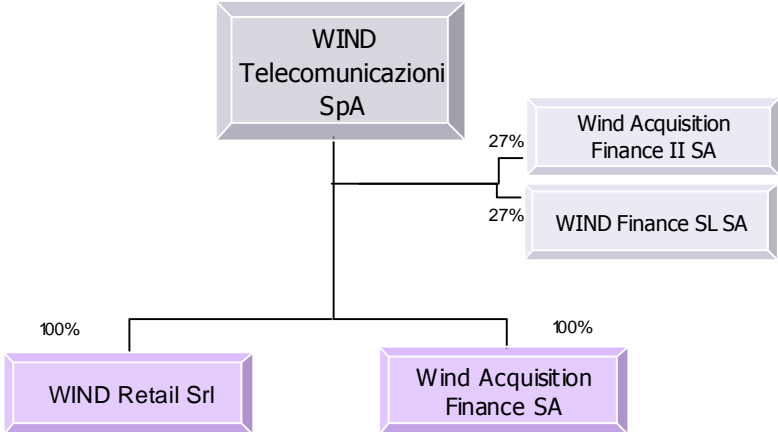 WIND
Telecomunicazioni
SpA
27%
Wind Acquisition
Finance II SA
27%
WIND Finance SL SA
100%
100%
WIND Retail Srl
Wind Acquisition
Finance SA